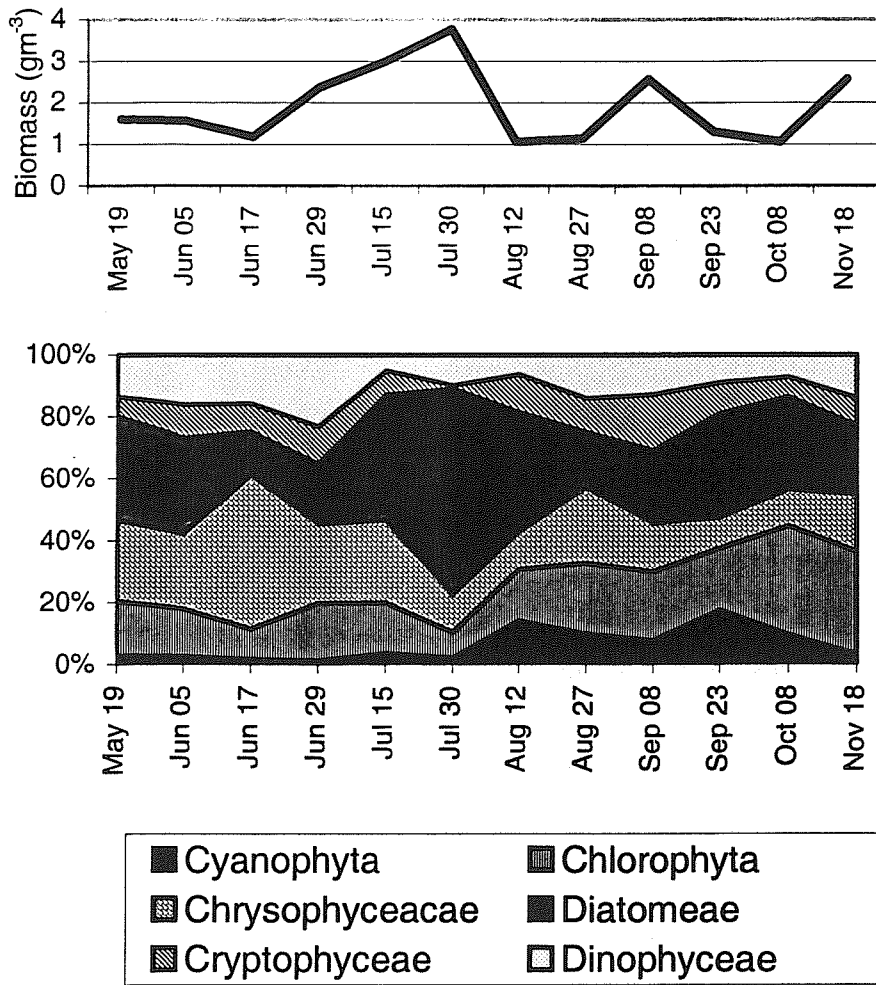 Biomass (gm-3)
4
3
2
1
0
May 19 Jun 05 Jun 17 Jun 29 Jul 15 Jul 30 Aug 12 Aug 27 Sep 08 Sep 23 Oct 08 Nov 18
100%
80%
60%
40%
20%
0%
May 19 Jun 05 Jun 17 Jun 29 Jul 15 Jul 30 Aug 12 Aug 27 Sep 08 Sep 23 Oct 08 Nov 18
Cyanophyta Chlorophyta
Chrysophyceacae Diatomeae
Cryptophyceae Dinophyceae